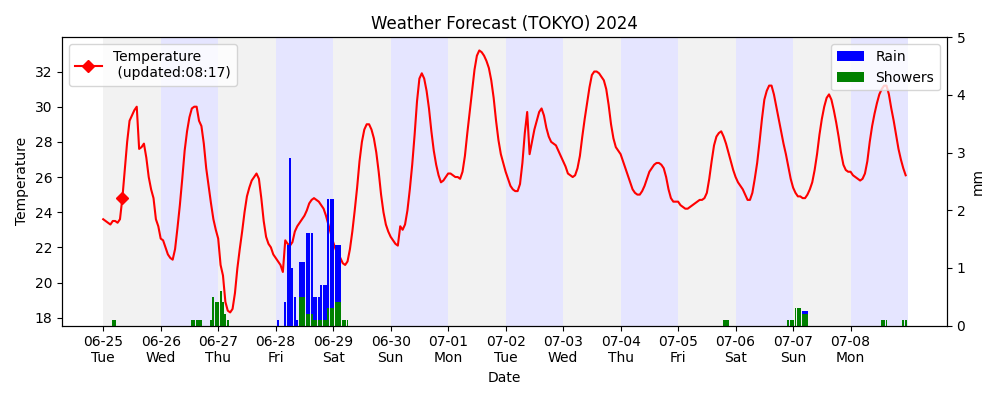 Weather Forecast (TOKYO) 2024
Temperature
(updated:08:17)
Rain
Showers
Temperature
32
30
28
26
24
22
20
18
5
4
3
2
1
0
mm
06-25 06-26 06-27 06-28 06-29 06-30 07-01 07-02 07-03 07-04 07-05 07-06 07-07 07-08
Tue Wed Thu Fri Sat Sun Mon Tue Wed Thu Fri Sat Sun Mon
Date